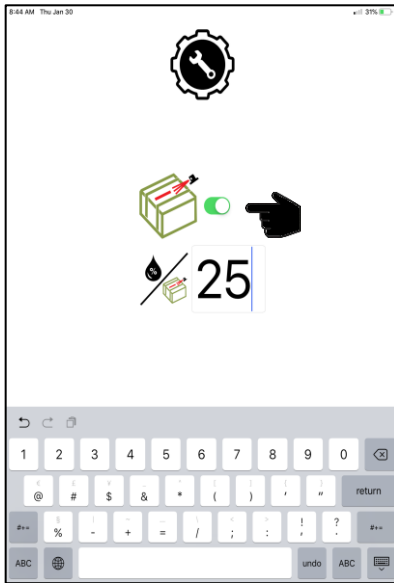 8:44 AM Thu Jan 30 31%
%
25
1 2 3 4 5 6 7 8 9 0
@ # $ & * ( ) ' " return
#+= % - + = / ; : , . #+=
ABC undo ABC